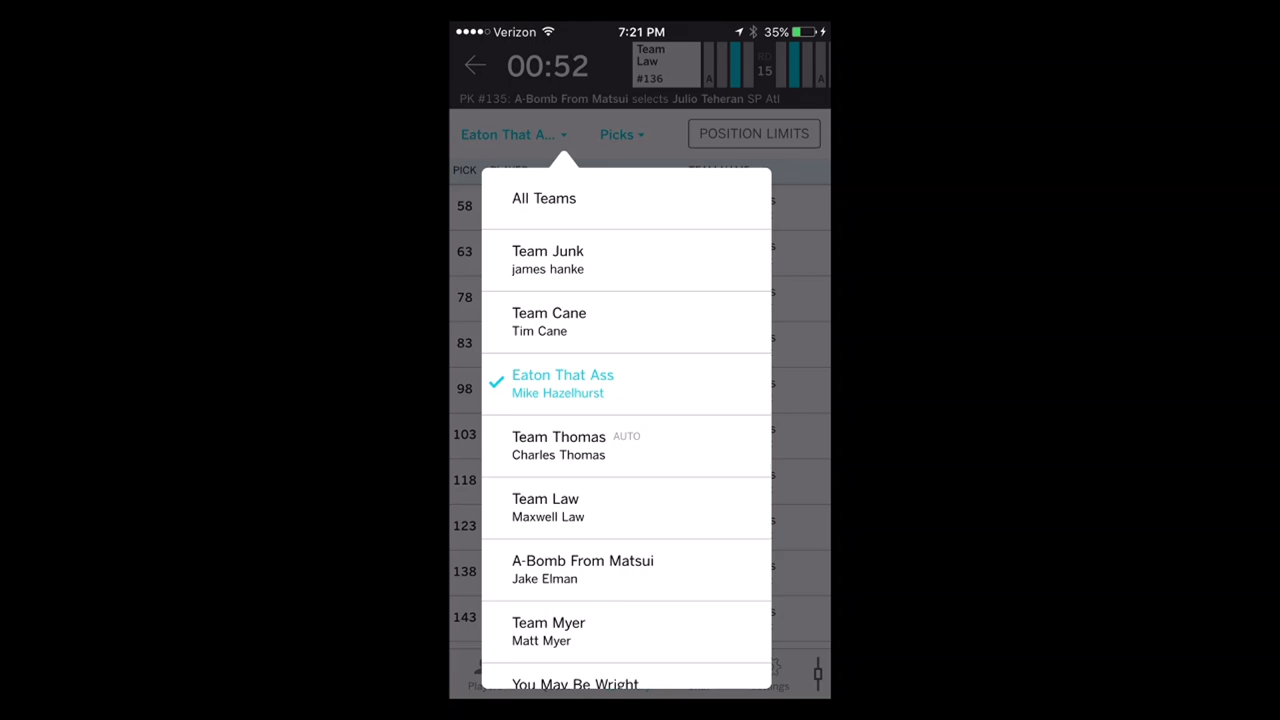 Verizon 7:21 PM 35%
00:52
Team
Law
#136
A
RD
15
A
PK #135: A-Bomb From Matsui selects Julio Teheran SP Atl
Eaton That A... Picks POSITION LIMITS
PICK
58
63
78
83
98
103
118
123
138
143
All Teams
Team Junk
james hanke
Team Cane
Tim Cane
Eaton That Ass
Mike Hazelhurst
Team Thomas AUTO
Charles Thomas
Team Law
Maxwell Law
A-Bomb From Matsui
Jake Elman
Team Myer
Matt Myer
You May Be Wright